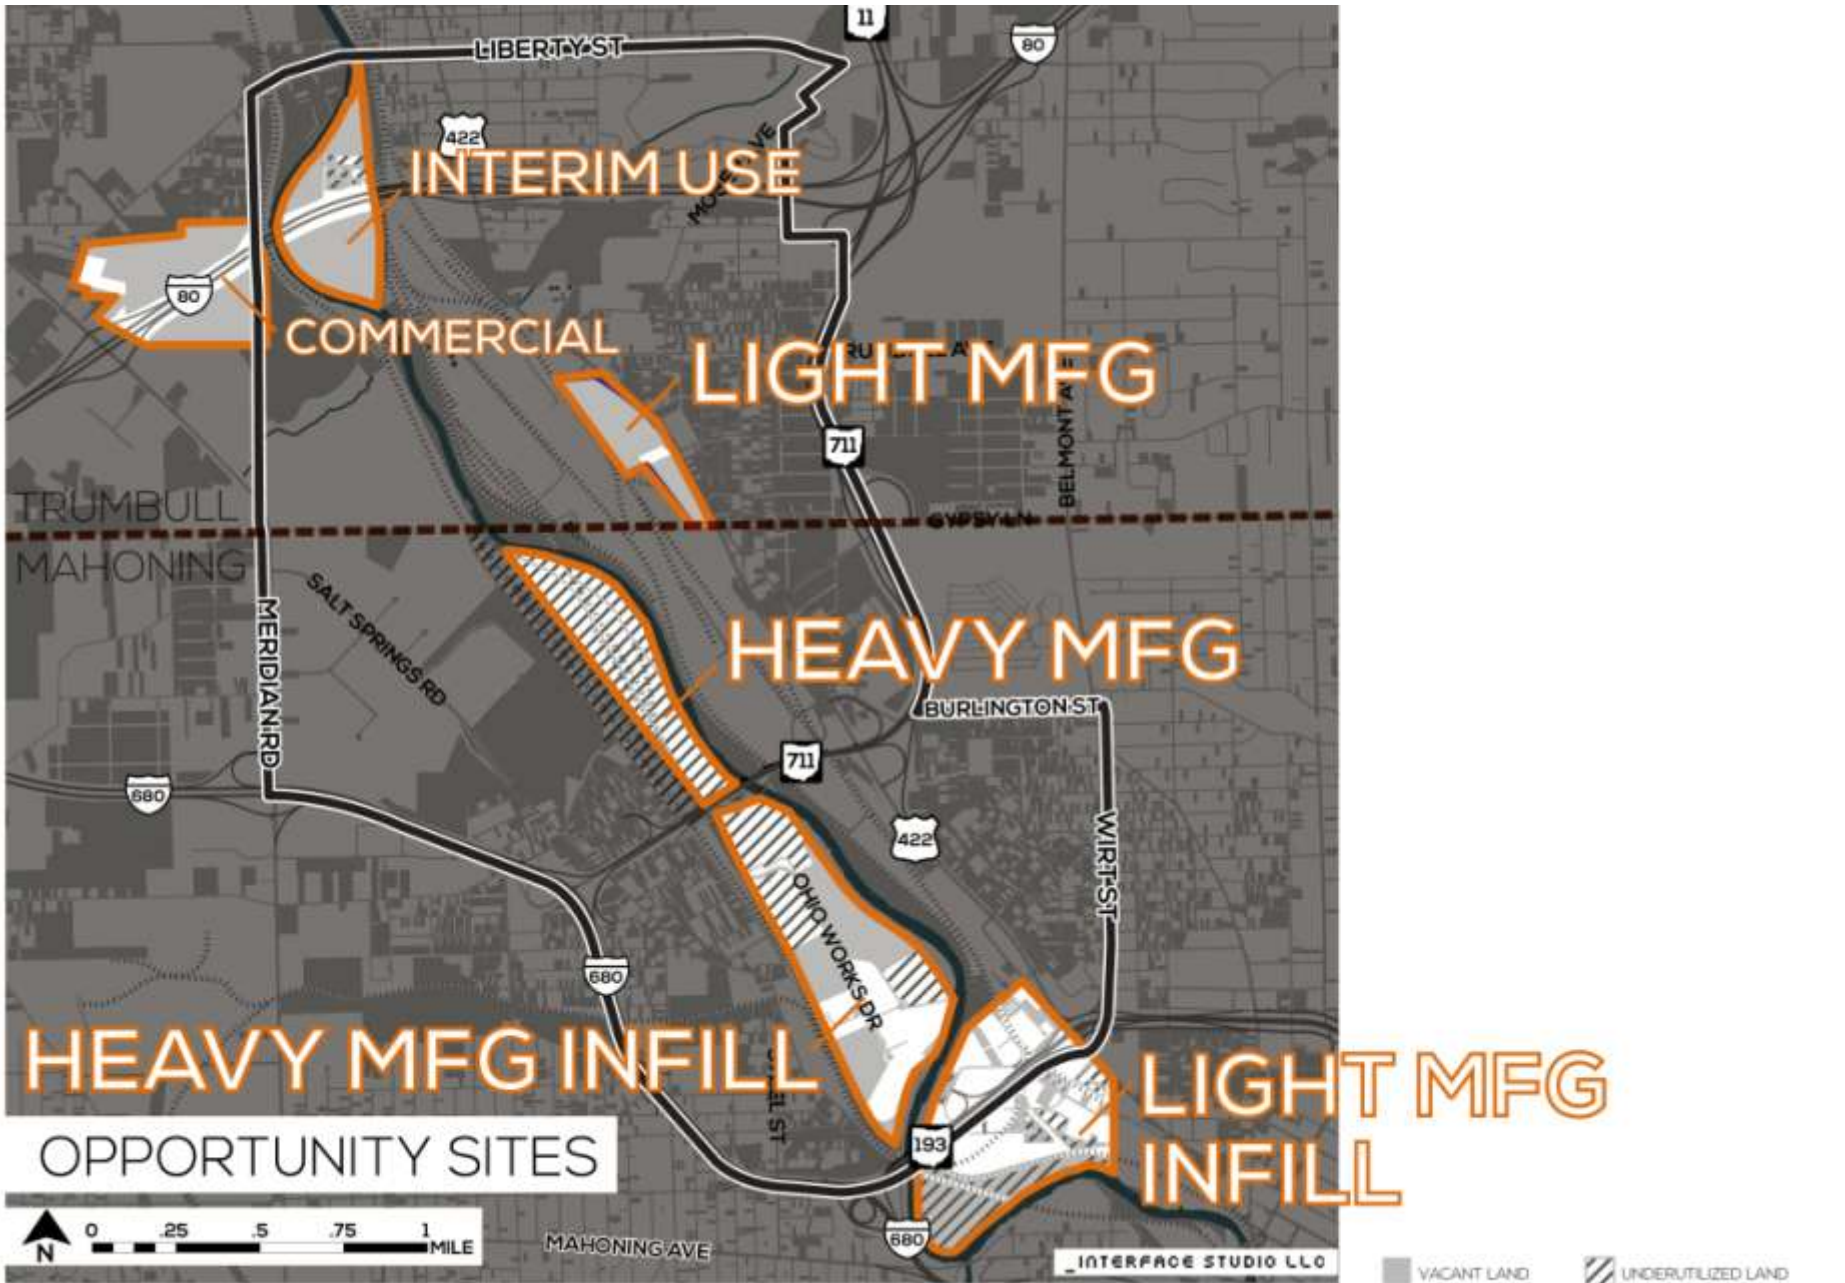 11
80
LIBERTY ST
422
INTERIM USE
80
COMMERCIAL
LIGHT MFG
711
BELMONT AVE
TRUMBULL
GYPSY LN
MAHONING
SALT SPRINGS RD
MERIDIAN RD
HEAVY MFG
BURLINGTON ST
711
680
422
WIRT ST
OHIO WORKS DR
680
HEAVY MFG INFILL
LIGHT MFG
INFILL
193
OPPORTUNITY SITES
0 .25 .5 .75 1
MILE
N
MAHONING AVE
680
_INTERFACE STUDIO LLC
VACANT LAND
UNDERUTILIZED LAND